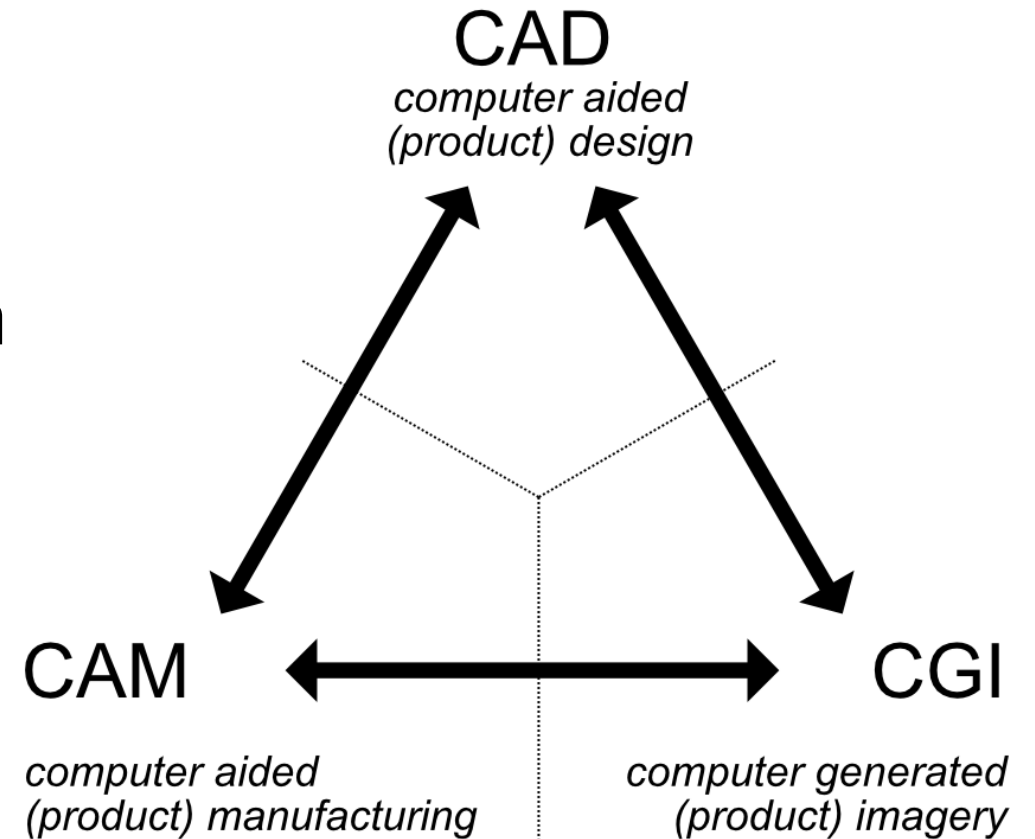 CAD
computer aided
(product) design
CAM
CGI
computer aided
(product) manufacturing
computer generated
(product) imagery